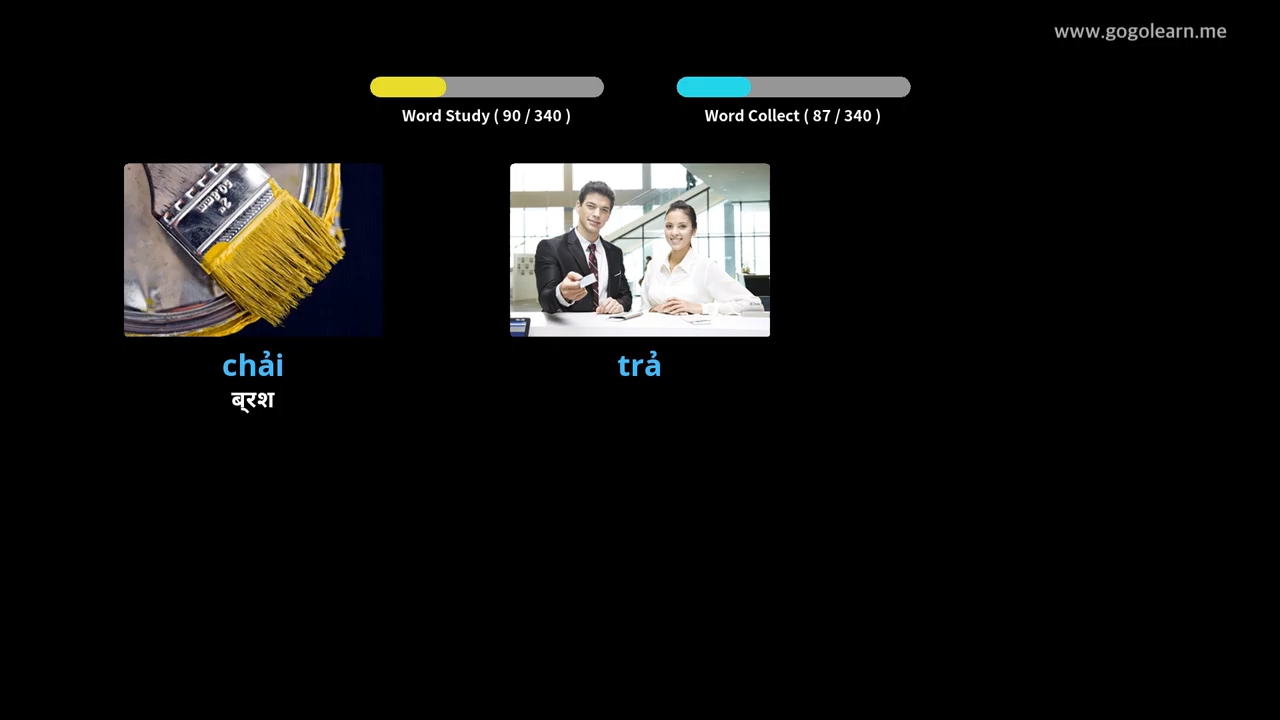 www.gogolearn.me
Word Study ( 90 / 340 )
Word Collect ( 87 / 340 )
chải
ब्रश
trả